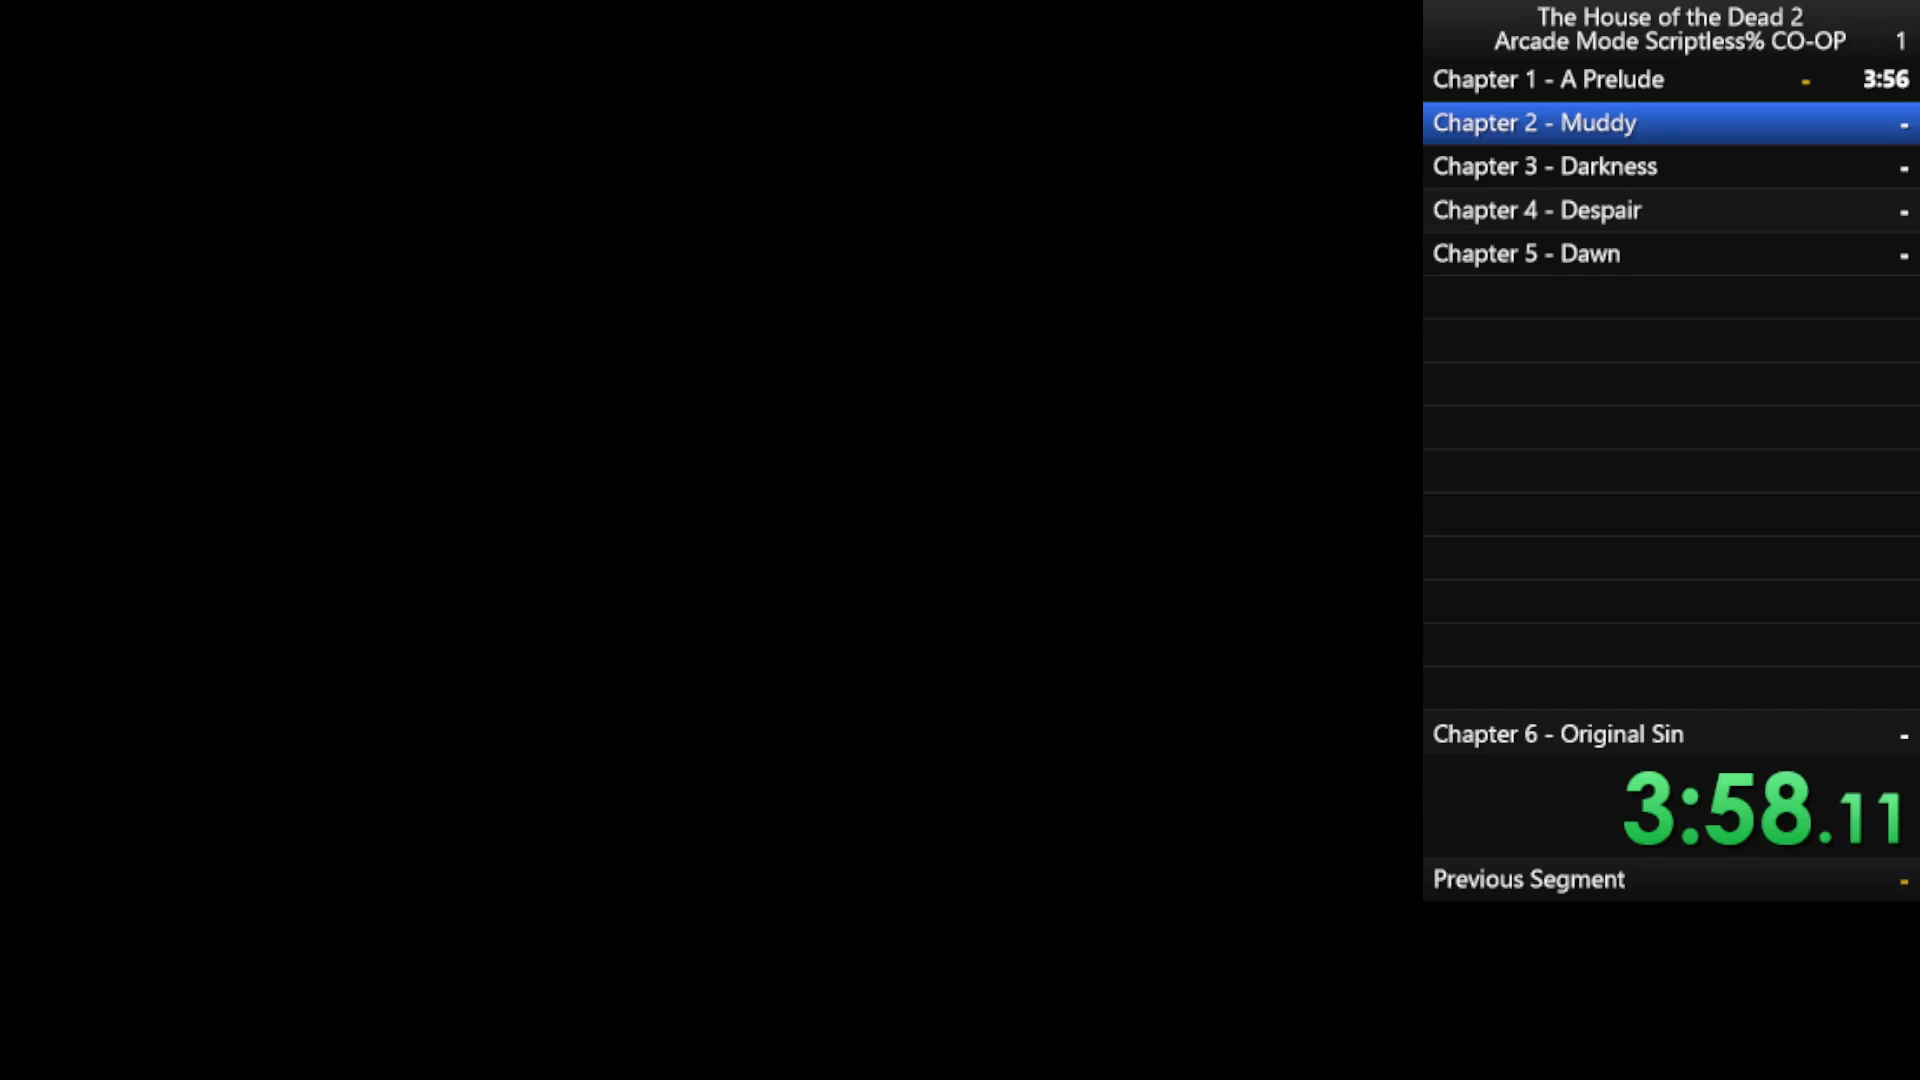 The House of the Dead 2
Arcade Mode Scriptless% CO-OP 1
Chapter 1 - A Prelude - 3:56
Chapter 2 - Muddy -
Chapter 3 - Darkness -
Chapter 4 - Despair -
Chapter 5 - Dawn -
Chapter 6 - Original Sin -
3:58.11
Previous Segment -